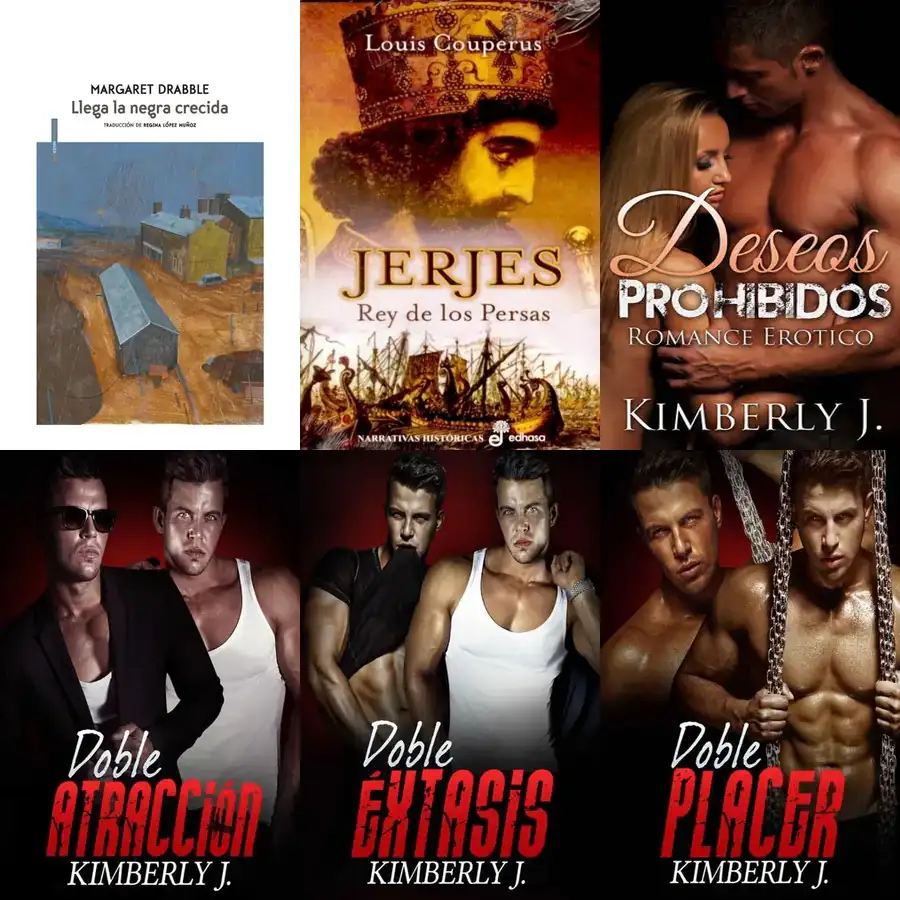 MARGARET DRABBLE
Llega la negra crecida
TRADUCCIÓN DE REGINA LÓPEZ MUÑOZ
Louis Couperus
JERJES
Rey de los Persas
NARRATIVAS HISTÓRICAS edhasa
Deseos
PROHIBIDOS
ROMANCE EROTICO
KIMBERLY J.
Doble
ATRACCIÓN
KIMBERLY J.
Doble
ÉXTASIS
KIMBERLY J.
Doble
PLACER
KIMBERLY J.